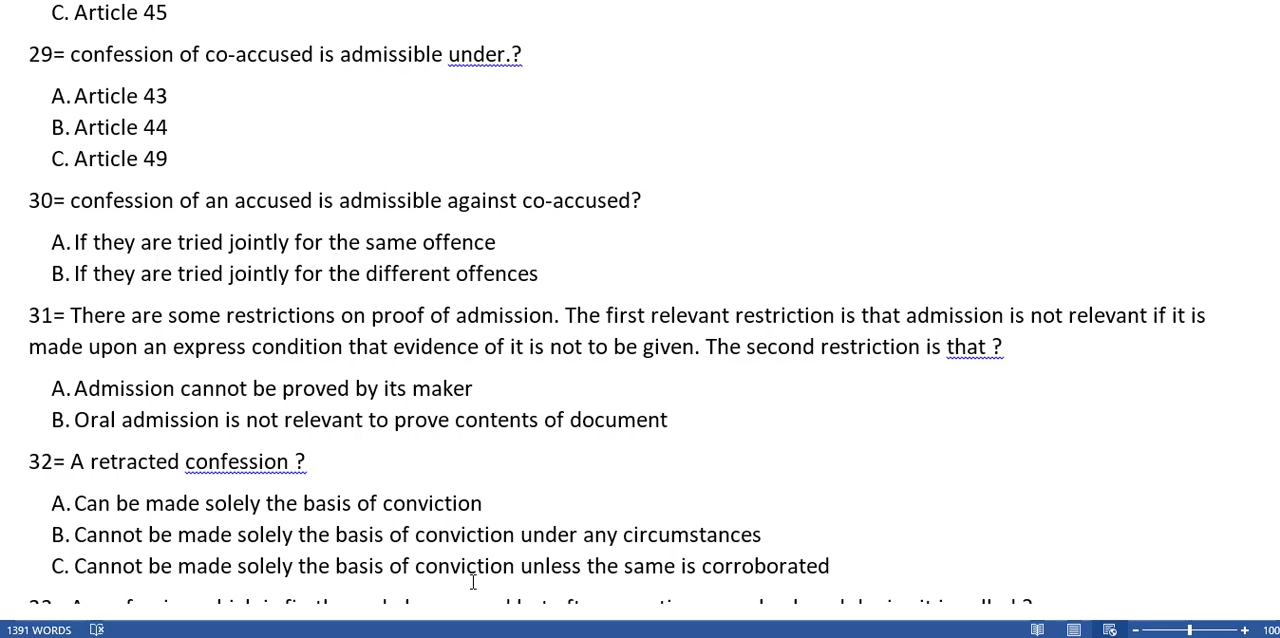 C. Article 45
29= confession of co-accused is admissible under.?
A. Article 43
B. Article 44
C. Article 49
30= confession of an accused is admissible against co-accused?
A. If they are tried jointly for the same offence
B. If they are tried jointly for the different offences
31= There are some restrictions on proof of admission. The first relevant restriction is that admission is not relevant if it is
made upon an express condition that evidence of it is not to be given. The second restriction is that ?
A. Admission cannot be proved by its maker
B. Oral admission is not relevant to prove contents of document
32= A retracted confession ?
A. Can be made solely the basis of conviction
B. Cannot be made solely the basis of conviction under any circumstances
C. Cannot be made solely the basis of conviction unless the same is corroborated
1391 WORDS
100